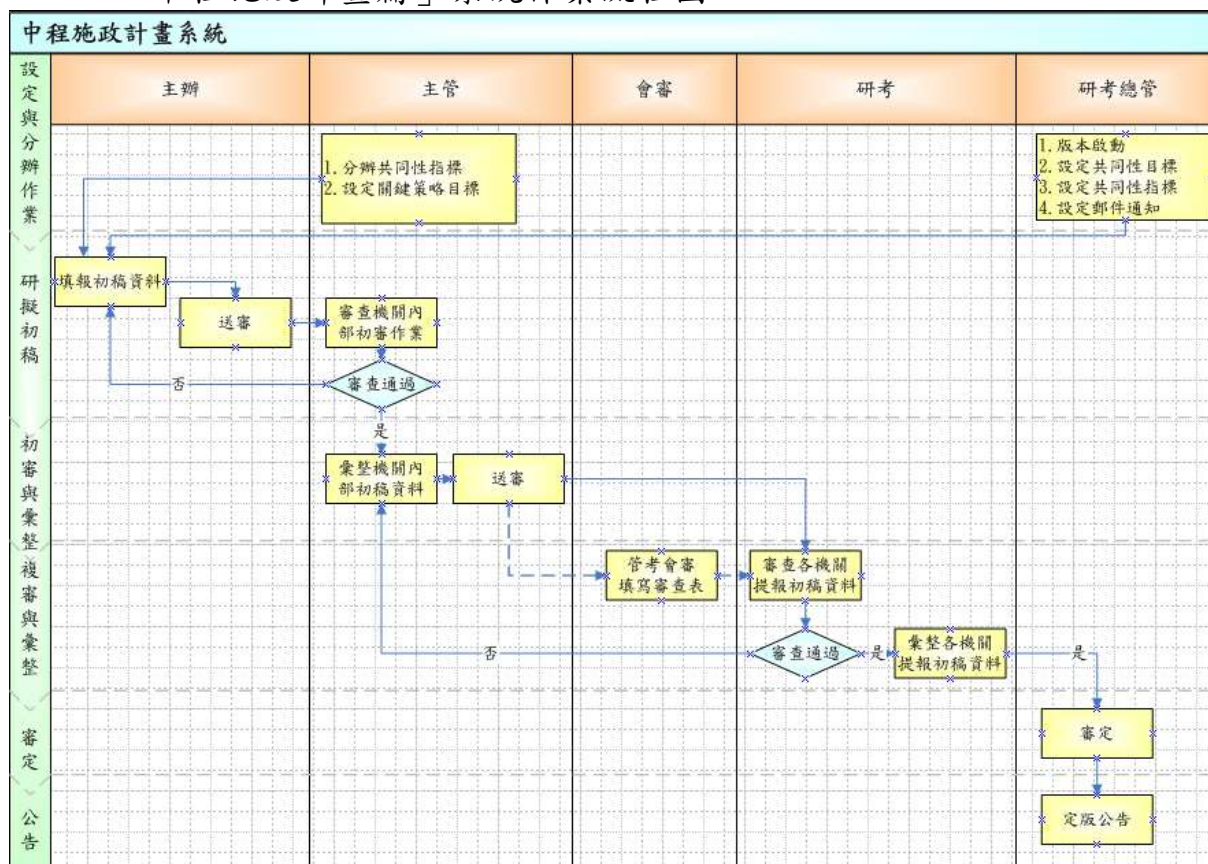 中程施政計畫系統
主辦
主管
會審
研考
研考總管
設定與分辦作業
1. 分辦共同性指標
2. 設定關鍵策略目標
1. 版本啟動
2. 設定共同性目標
3. 設定共同性指標
4. 設定郵件通知
研擬初稿
填報初稿資料
送審
審查機關內
部初審作業
否
審查通過
是
初審與彙整
彙整機關內
部初稿資料
送審
複審與彙整
管考會審
填寫審查表
審查各機關
提報初稿資料
否
審查通過
是
彙整各機關
提報初稿資料
是
審定
審定
公告
定版公告